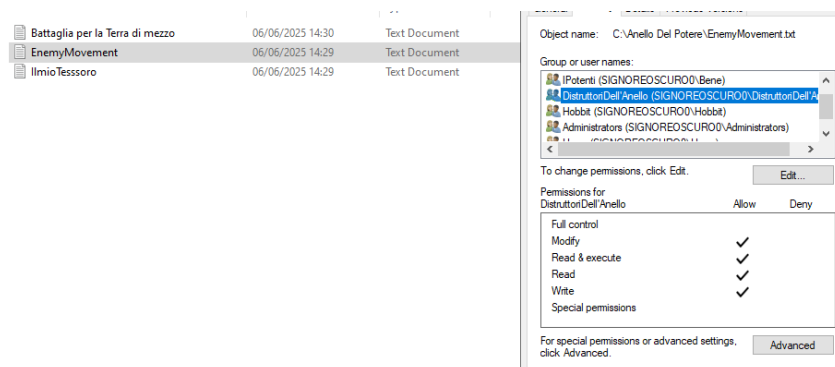 Battaglia per la Terra di mezzo 06/06/2025 14:30 Text Document
EnemyMovement 06/06/2025 14:29 Text Document
IlmioTesssoro 06/06/2025 14:29 Text Document
Object name: C:\Anello Del Potere\EnemyMovement.txt
Group or user names:
IPotenti (SIGNOREOSCURO0\Bene)
DistruttoriDell'Anello (SIGNOREOSCURO0\DistruttoriDell'A
Hobbit (SIGNOREOSCURO0\Hobbit)
Administrators (SIGNOREOSCURO0\Administrators)
To change permissions, click Edit.
Edit...
Permissions for
DistruttoriDell'Anello Allow Deny
Full control
Modify
Read & execute
Read
Write
Special permissions
For special permissions or advanced settings,
click Advanced.
Advanced